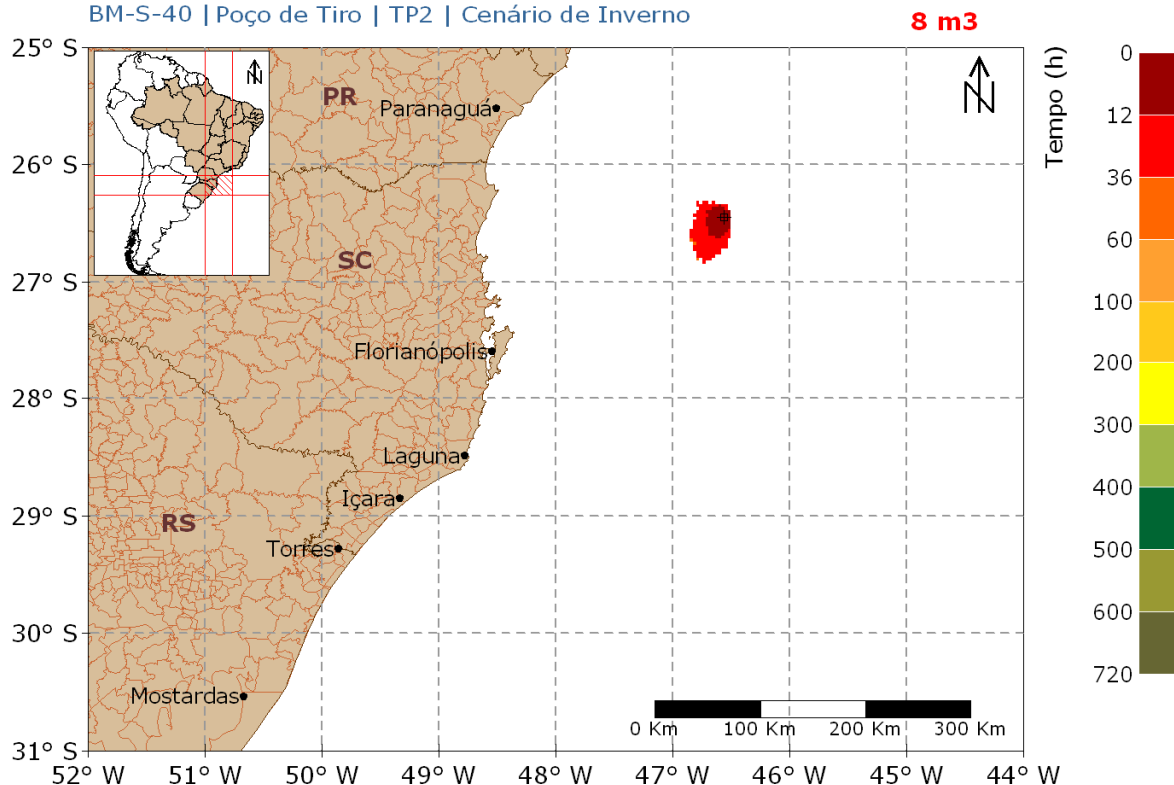 BM-S-40 | Poço de Tiro | TP2 | Cenário de Inverno
8 m3
25° S
26° S
27° S
28° S
29° S
30° S
31° S
52° W
51° W
50° W
49° W
48° W
47° W
46° W
45° W
44° W
N
N
PR
Paranaguá
SC
Florianópolis
Laguna
Içara
RS
Torres
Mostardas
0 Km
100 Km
200 Km
300 Km
Tempo (h)
0
12
36
60
100
200
300
400
500
600
720